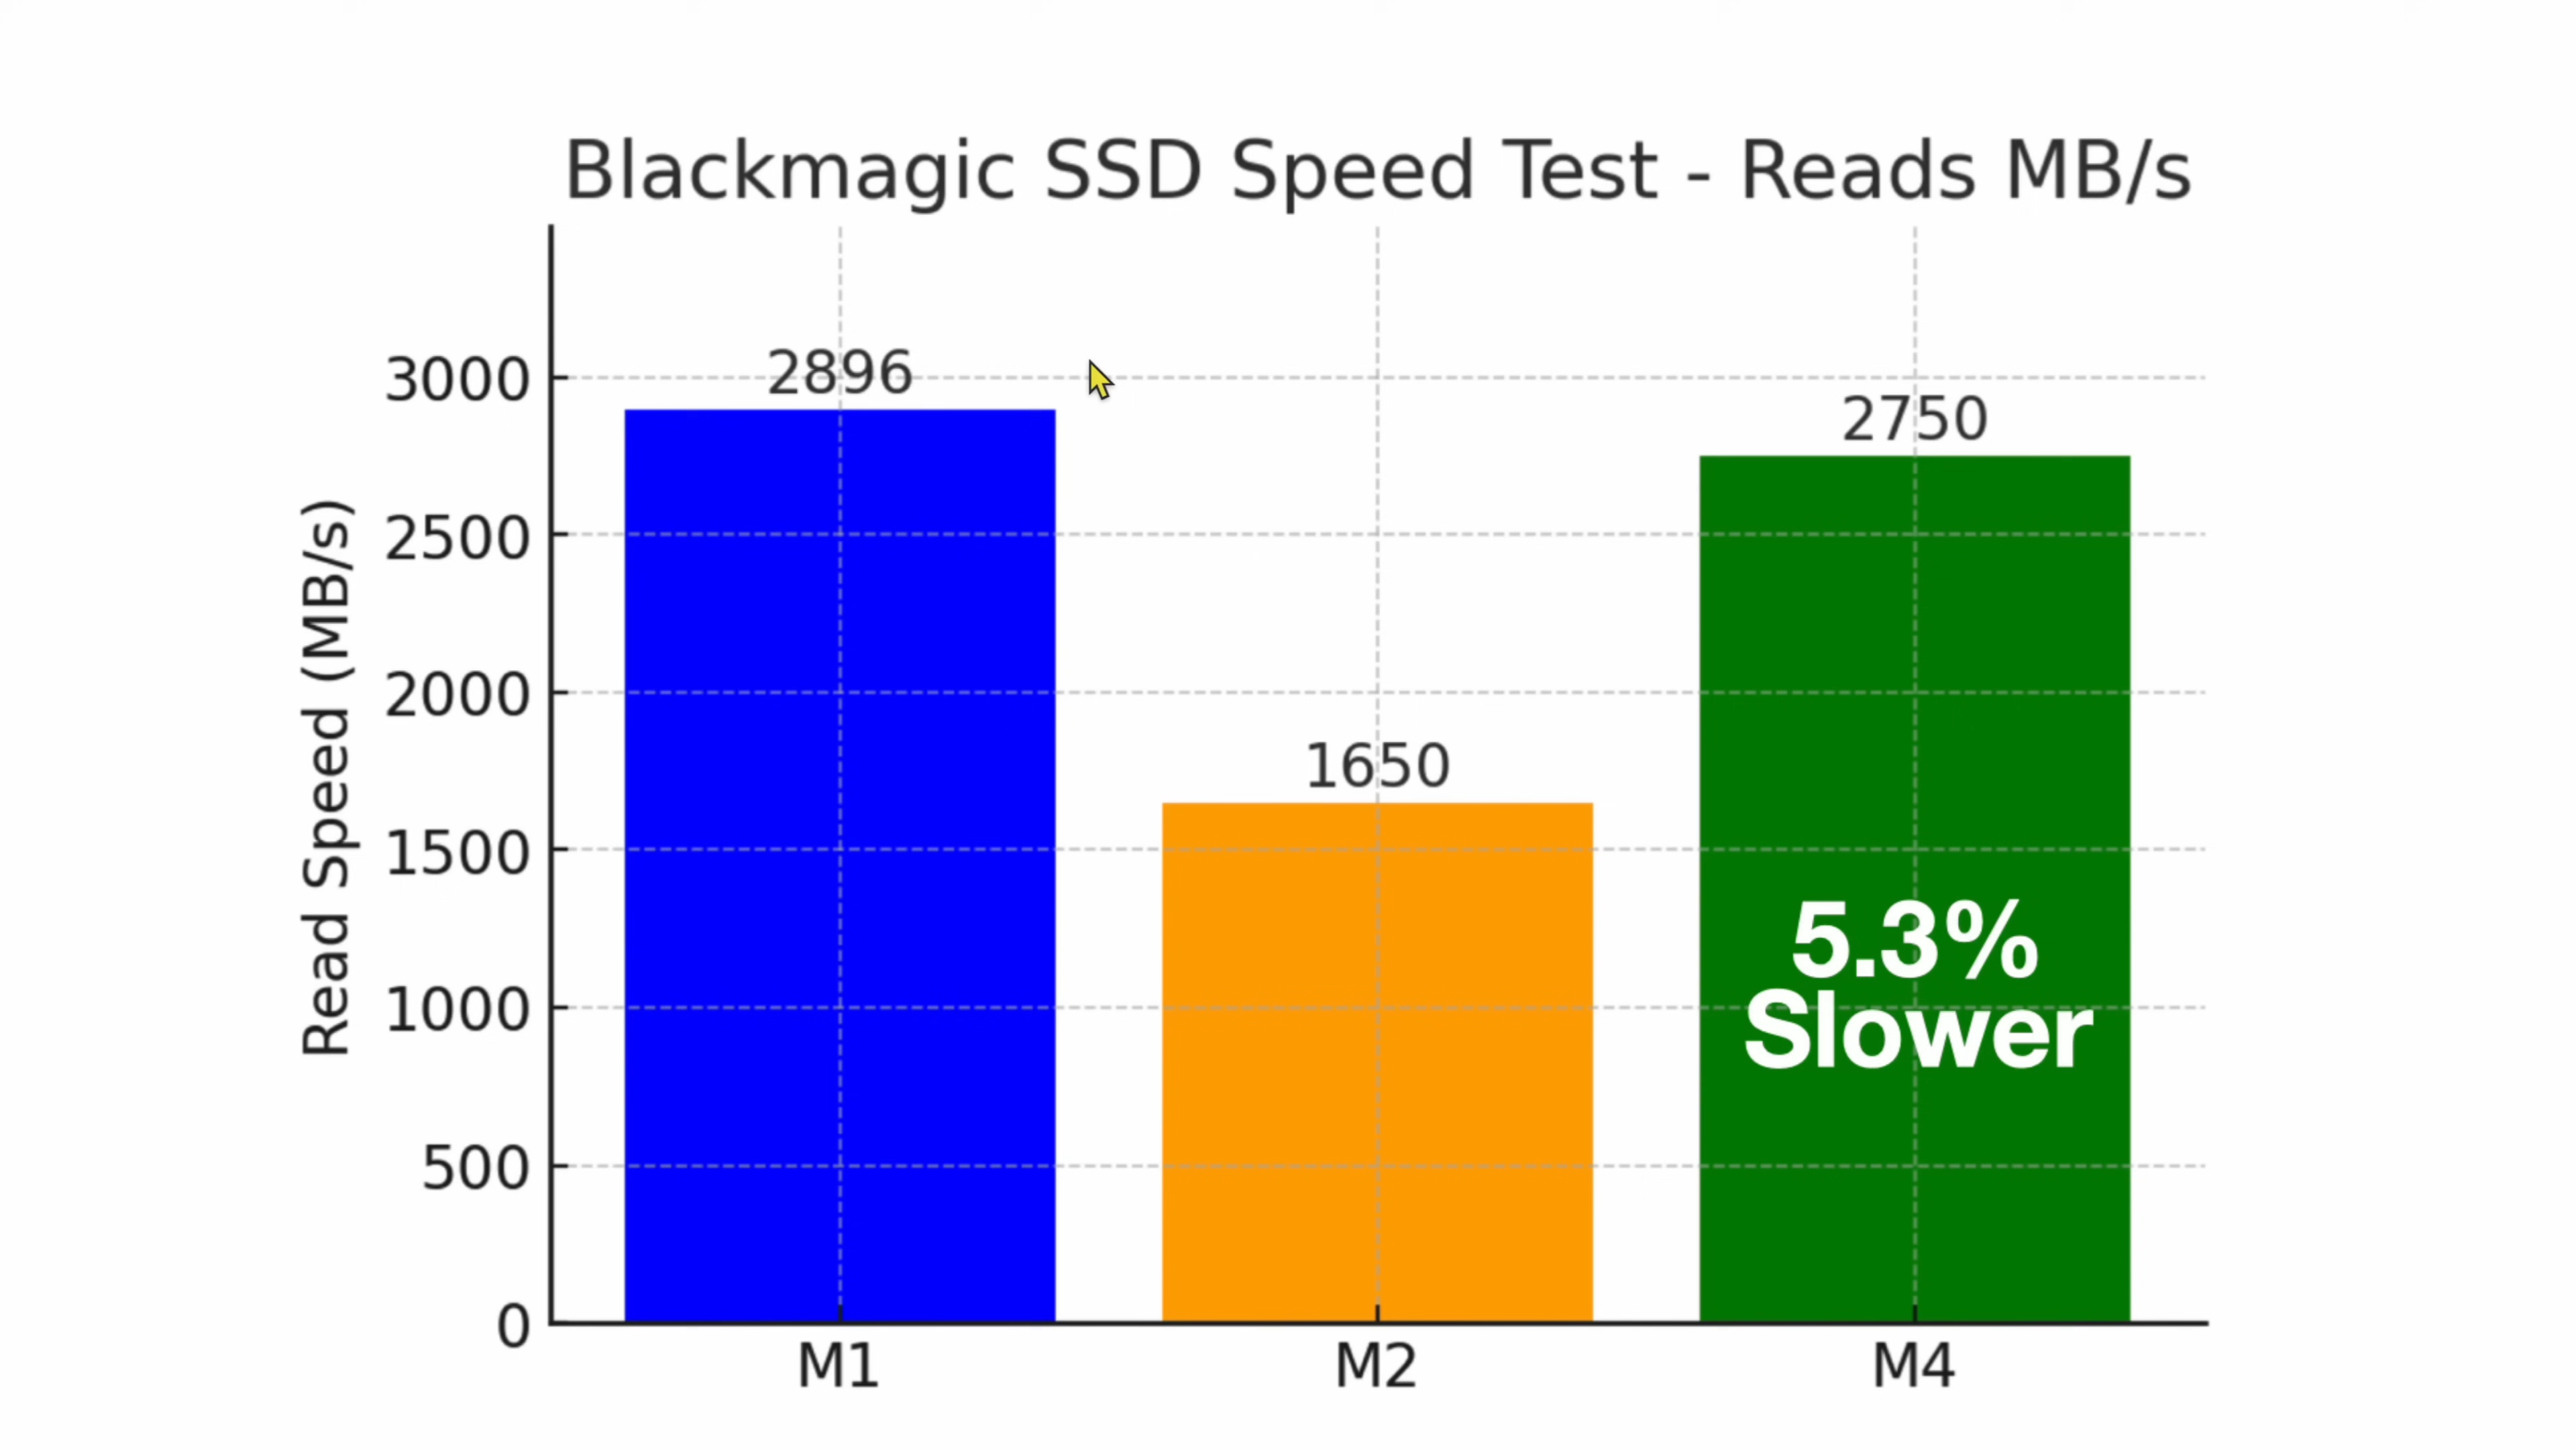 Blackmagic SSD Speed Test - Reads MB/s
Read Speed (MB/s)
3000
2500
2000
1500
1000
500
0
2896
1650
2750
5.3%
Slower
M1
M2
M4